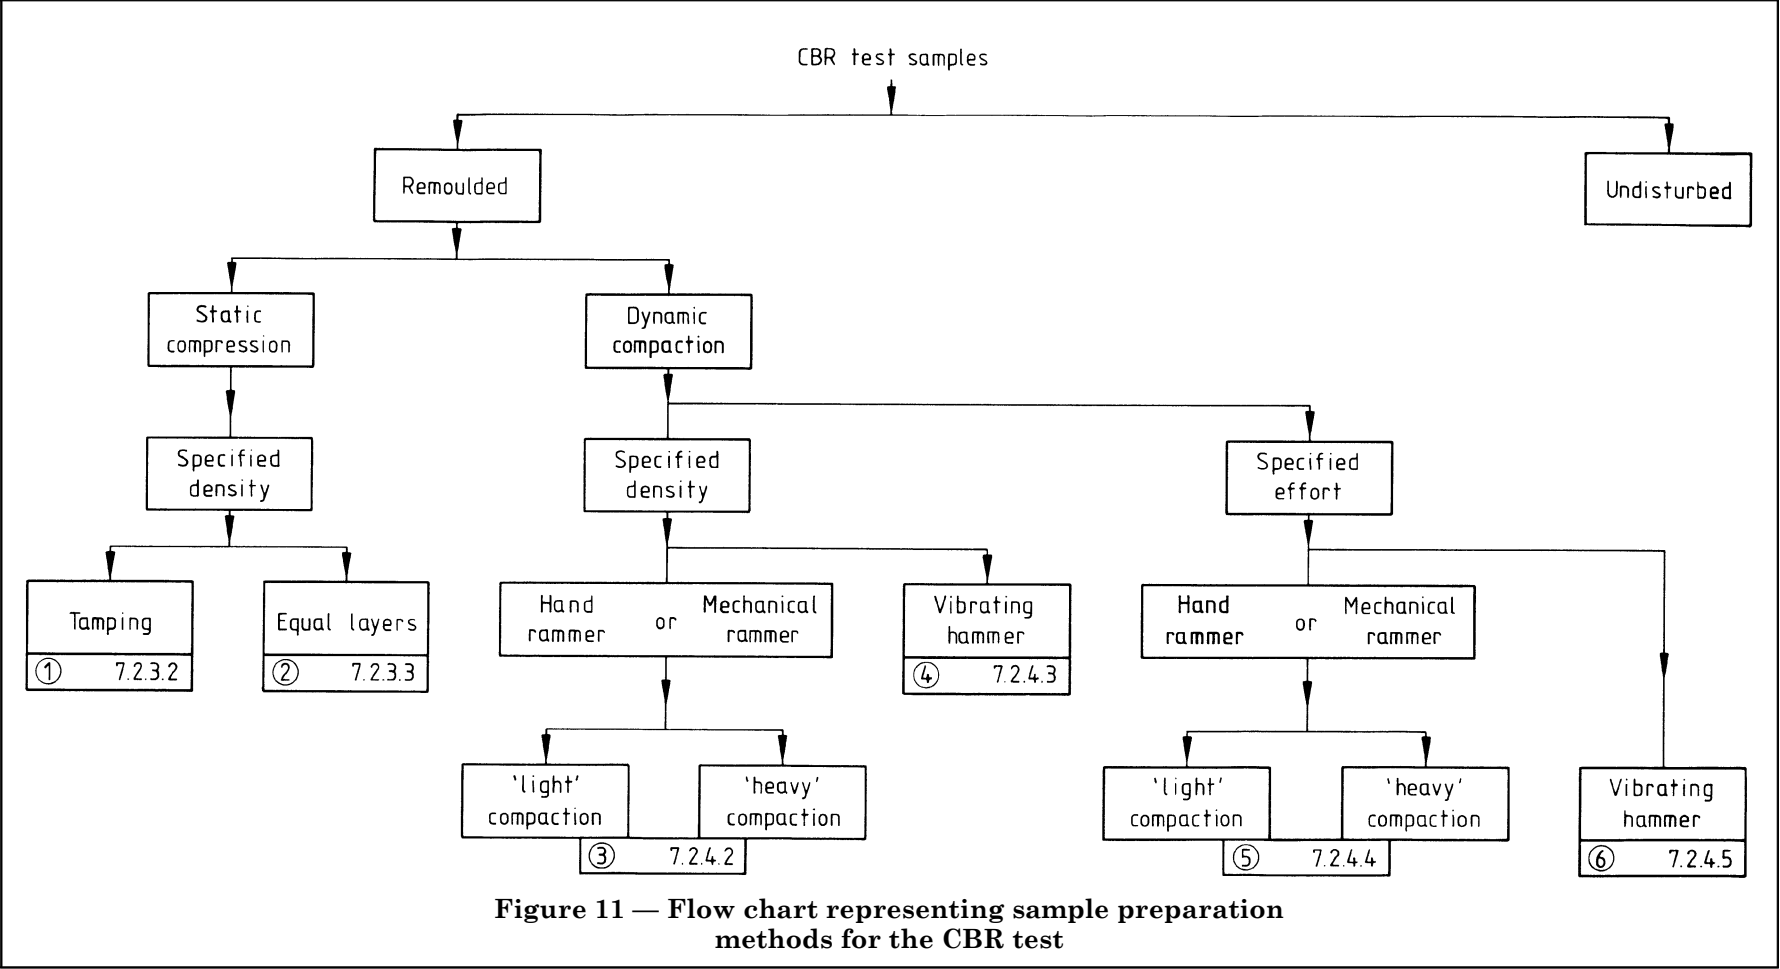 CBR test samples
Remoulded
Undisturbed
Static
compression
Dynamic
compaction
Specified
density
Specified
density
Specified
effort
Tamping
① 7.2.3.2
Equal layers
② 7.2.3.3
Hand
rammer
or
Mechanical
rammer
Vibrating
hammer
④ 7.2.4.3
Hand
rammer
or
Mechanical
rammer
'light'
compaction
'heavy'
compaction
③ 7.2.4.2
'light'
compaction
'heavy'
compaction
⑤ 7.2.4.4
Vibrating
hammer
⑥ 7.2.4.5
Figure 11 — Flow chart representing sample preparation
methods for the CBR test